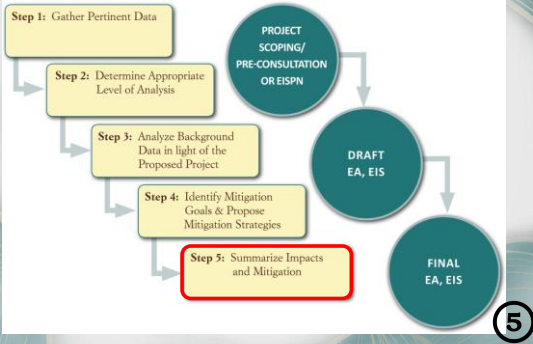 Step 1: Gather Pertinent Data
Step 2: Determine Appropriate
Level of Analysis
Step 3: Analyze Background
Data in light of the
Proposed Project
Step 4: Identify Mitigation
Goals & Propose
Mitigation Strategies
Step 5: Summarize Impacts
and Mitigation
PROJECT
SCOPING/
PRE-CONSULTATION
OR EISPN
DRAFT
EA, EIS
FINAL
EA, EIS
5